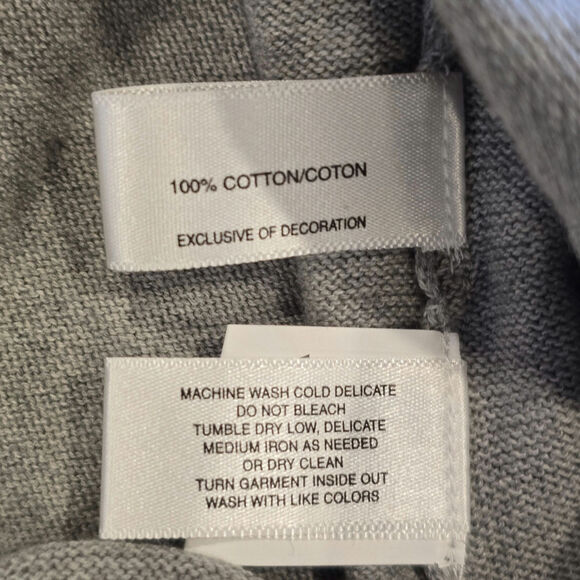 100% COTTON/COTON
EXCLUSIVE OF DECORATION
MACHINE WASH COLD DELICATE
DO NOT BLEACH
TUMBLE DRY LOW, DELICATE
MEDIUM IRON AS NEEDED
OR DRY CLEAN
TURN GARMENT INSIDE OUT
WASH WITH LIKE COLORS